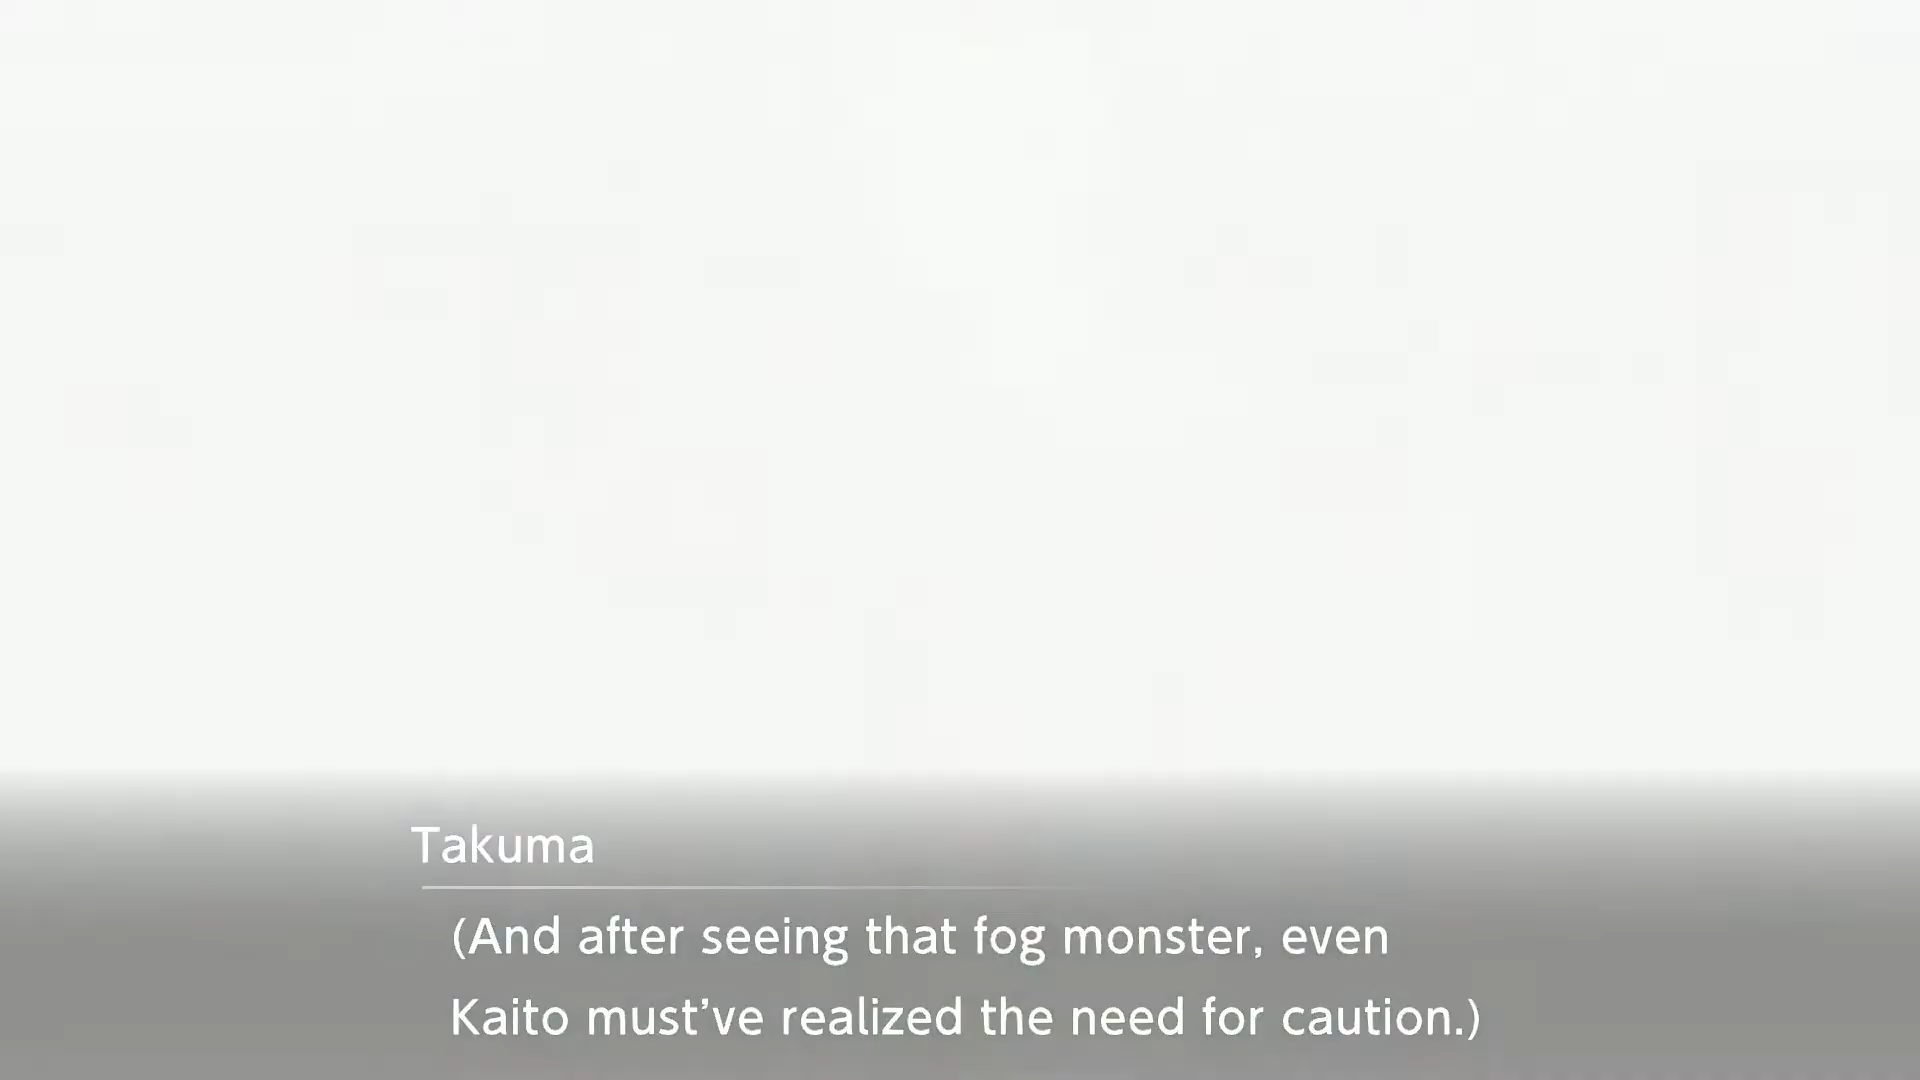 Takuma
(And after seeing that fog monster, even
Kaito must've realized the need for caution.)